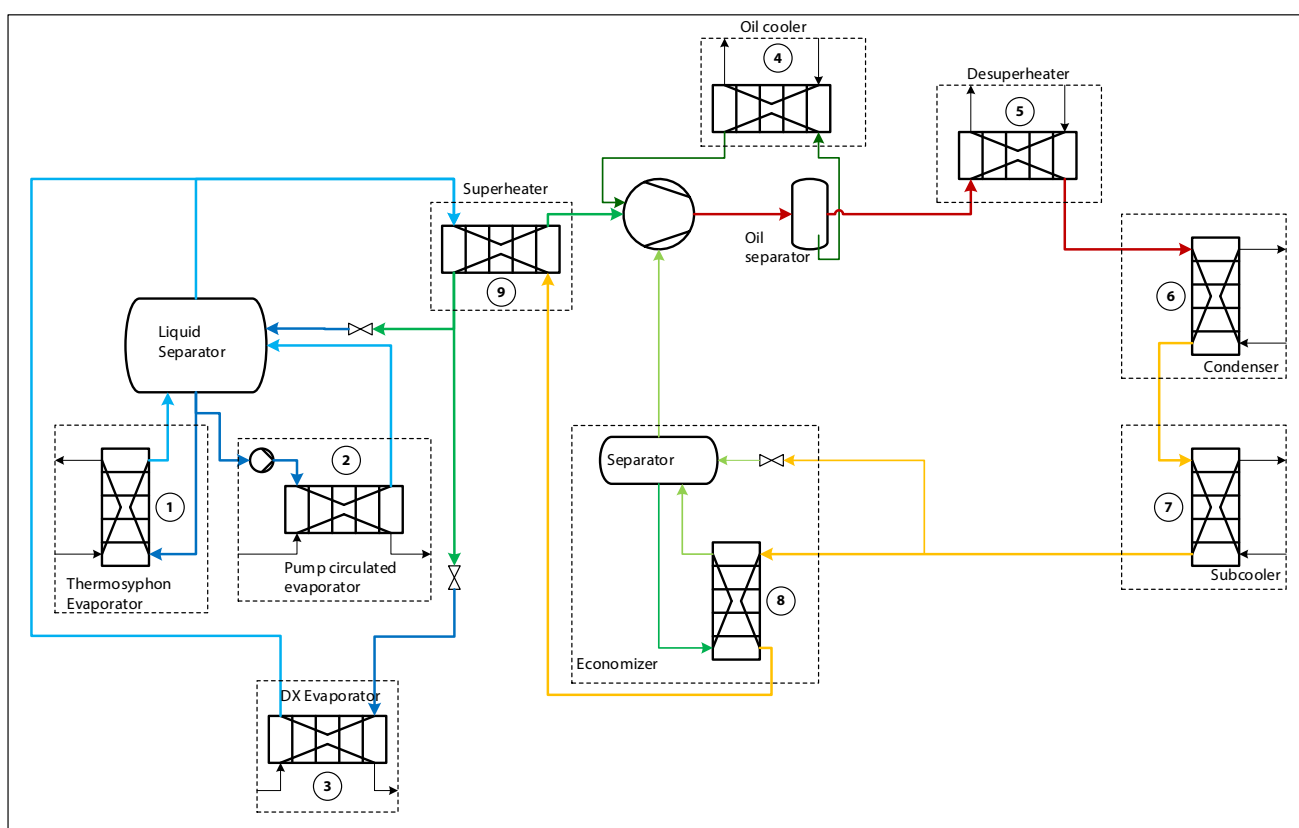 Oil cooler
4
Desuperheater
5
Superheater
9
Oil
separator
6
Condenser
Liquid
Separator
2
Separator
1
7
Pump circulated
evaporator
Thermosyphon
Evaporator
Subcooler
8
Economizer
DX Evaporator
3